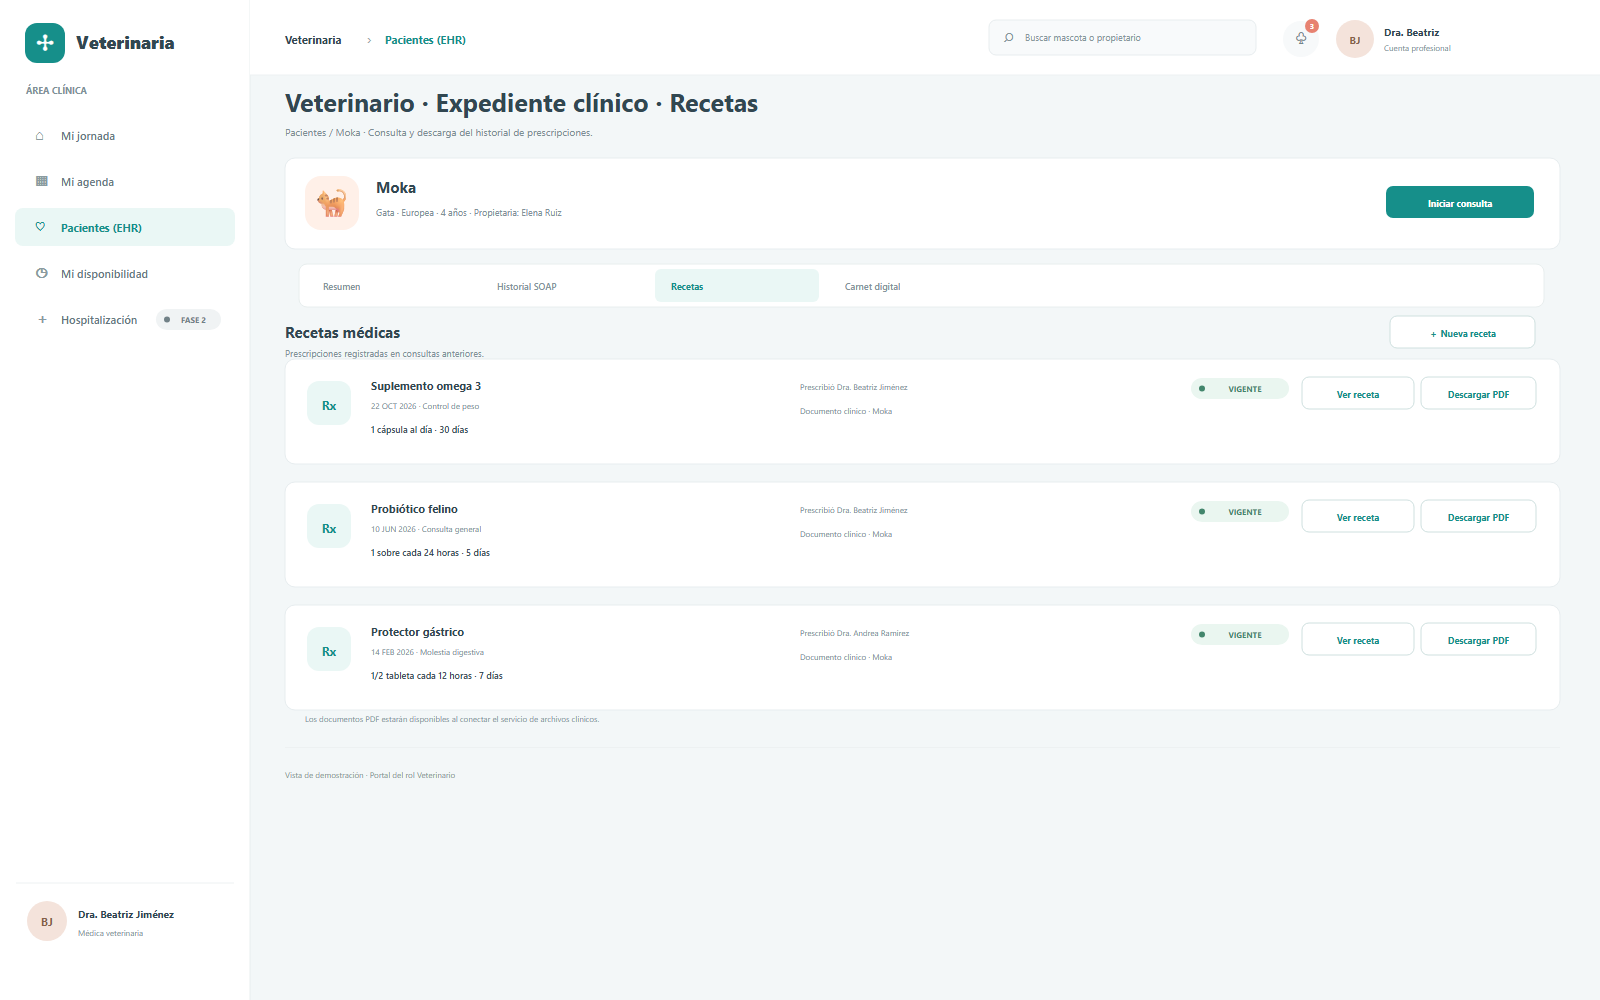 Veterinaria
ÁREA CLÍNICA
Mi jornada
Mi agenda
Pacientes (EHR)
Mi disponibilidad
Hospitalización
FASE 2
BJ
Dra. Beatriz Jiménez
Médica veterinaria
Veterinaria › Pacientes (EHR)
Buscar mascota o propietario
3
BJ
Dra. Beatriz
Cuenta profesional
Veterinario · Expediente clínico · Recetas
Pacientes / Moka · Consulta y descarga del historial de prescripciones.
Moka
Gata · Europea · 4 años · Propietaria: Elena Ruiz
Iniciar consulta
Resumen
Historial SOAP
Recetas
Carnet digital
Recetas médicas
Prescripciones registradas en consultas anteriores.
+ Nueva receta
Rx
Suplemento omega 3
22 OCT 2026 · Control de peso
1 cápsula al día · 30 días
Prescribió Dra. Beatriz Jiménez
Documento clínico · Moka
VIGENTE
Ver receta
Descargar PDF
Rx
Probiótico felino
10 JUN 2026 · Consulta general
1 sobre cada 24 horas · 5 días
Prescribió Dra. Beatriz Jiménez
Documento clínico · Moka
VIGENTE
Ver receta
Descargar PDF
Rx
Protector gástrico
14 FEB 2026 · Molestia digestiva
1/2 tableta cada 12 horas · 7 días
Prescribió Dra. Andrea Ramírez
Documento clínico · Moka
VIGENTE
Ver receta
Descargar PDF
Los documentos PDF estarán disponibles al conectar el servicio de archivos clínicos.
Vista de demostración · Portal del rol Veterinario